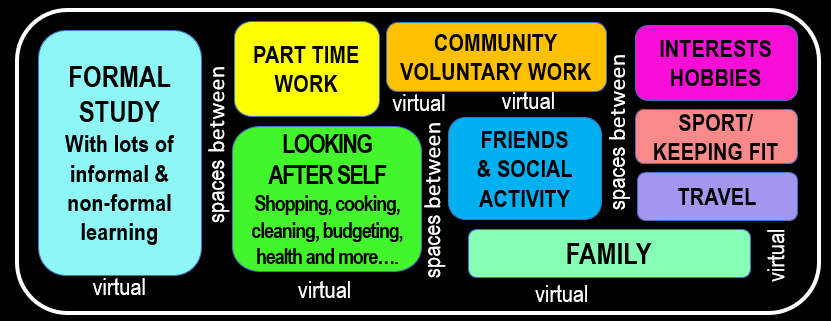 FORMAL
STUDY
With lots of
informal &
non-formal
learning
virtual
spaces between
PART TIME
WORK
LOOKING
AFTER SELF
Shopping, cooking,
cleaning, budgeting,
health and more….
virtual
COMMUNITY
VOLUNTARY WORK
virtual
virtual
spaces between
FRIENDS
& SOCIAL
ACTIVITY
spaces between
INTERESTS
HOBBIES
SPORT/
KEEPING FIT
TRAVEL
FAMILY
virtual
virtual